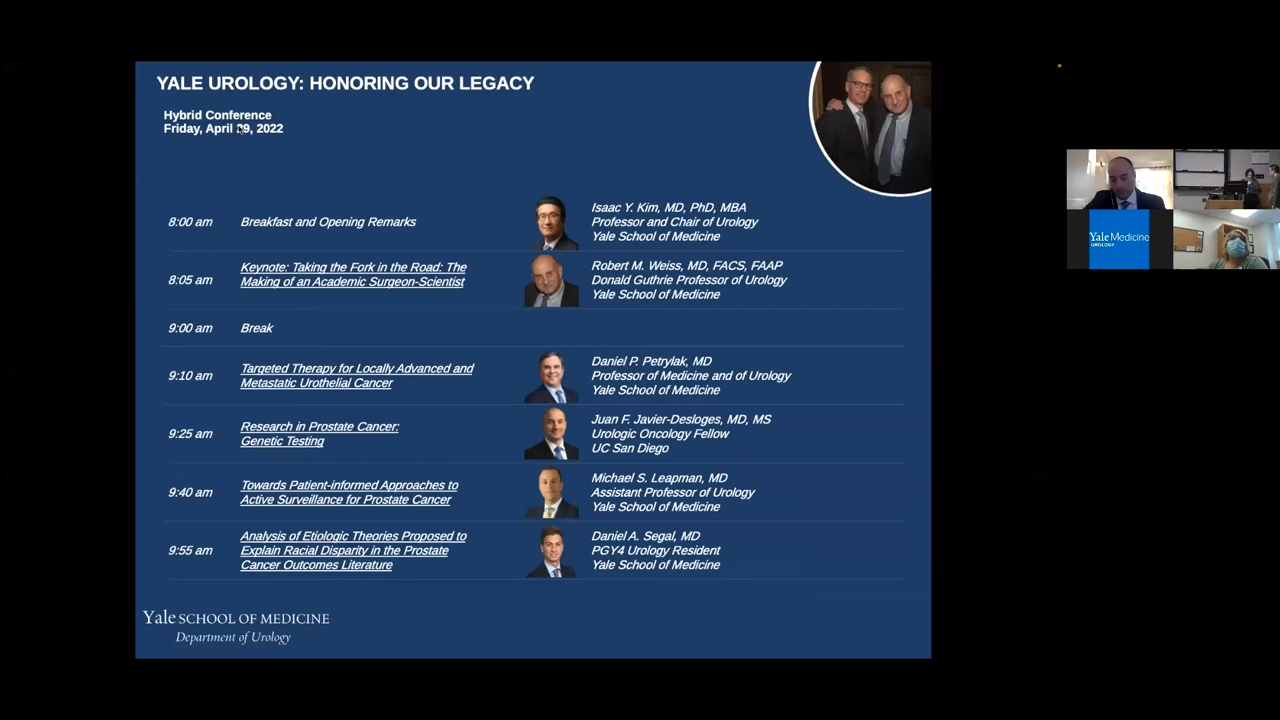 YALE UROLOGY: HONORING OUR LEGACY
Hybrid Conference
Friday, April 29, 2022
8:00 am
Breakfast and Opening Remarks
Isaac Y. Kim, MD, PhD, MBA
Professor and Chair of Urology
Yale School of Medicine
8:05 am
Keynote: Taking the Fork in the Road: The
Making of an Academic Surgeon-Scientist
Robert M. Weiss, MD, FACS, FAAP
Donald Guthrie Professor of Urology
Yale School of Medicine
9:00 am
Break
9:10 am
Targeted Therapy for Locally Advanced and
Metastatic Urothelial Cancer
Daniel P. Petrylak, MD
Professor of Medicine and of Urology
Yale School of Medicine
9:25 am
Research in Prostate Cancer:
Genetic Testing
Juan F. Javier-Desloges, MD, MS
Urologic Oncology Fellow
UC San Diego
9:40 am
Towards Patient-informed Approaches to
Active Surveillance for Prostate Cancer
Michael S. Leapman, MD
Assistant Professor of Urology
Yale School of Medicine
9:55 am
Analysis of Etiologic Theories Proposed to
Explain Racial Disparity in the Prostate
Cancer Outcomes Literature
Daniel A. Segal, MD
PGY4 Urology Resident
Yale School of Medicine
Yale SCHOOL OF MEDICINE
Department of Urology
Yale Medicine
UROLOGY